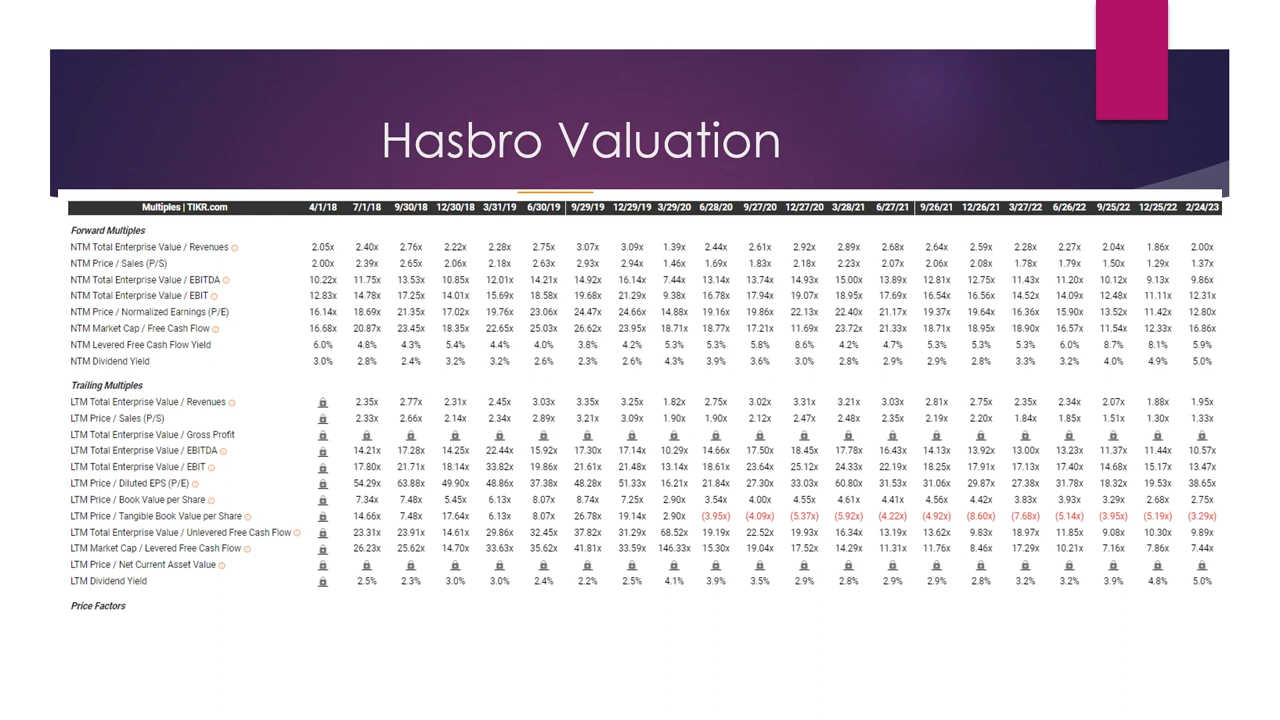 Hasbro Valuation
Multiples | TIKR.com 4/1/18 7/1/18 9/30/18 12/30/18 3/31/19 6/30/19 9/29/19 12/29/19 3/29/20 6/28/20 9/27/20 12/27/20 3/28/21 6/27/21 9/26/21 12/26/21 3/27/22 6/26/22 9/25/22 12/25/22 2/24/23
Forward Multiples
NTM Total Enterprise Value / Revenues 2.05x 2.40x 2.76x 2.22x 2.28x 2.75x 3.07x 3.09x 1.39x 2.44x 2.61x 2.92x 2.89x 2.68x 2.64x 2.59x 2.28x 2.27x 2.04x 1.86x 2.00x
NTM Price / Sales (P/S) 2.00x 2.39x 2.65x 2.06x 2.18x 2.63x 2.93x 2.94x 1.46x 1.69x 1.83x 2.18x 2.23x 2.07x 2.06x 2.08x 1.78x 1.79x 1.50x 1.29x 1.37x
NTM Total Enterprise Value / EBITDA 10.22x 11.75x 13.53x 10.85x 12.01x 14.21x 14.92x 16.14x 7.44x 13.14x 13.74x 14.93x 15.00x 13.89x 12.81x 12.75x 11.43x 11.20x 10.12x 9.13x 9.86x
NTM Total Enterprise Value / EBIT 12.83x 14.78x 17.25x 14.01x 15.69x 18.58x 19.68x 21.29x 9.38x 16.78x 17.94x 19.07x 18.95x 17.69x 16.54x 16.56x 14.52x 14.09x 12.48x 11.11x 12.31x
NTM Price / Normalized Earnings (P/E) 16.14x 18.69x 21.35x 17.02x 19.76x 23.06x 24.47x 24.66x 14.88x 19.16x 19.86x 22.13x 22.40x 21.17x 19.37x 19.64x 16.36x 15.90x 13.52x 11.42x 12.80x
NTM Market Cap / Free Cash Flow 16.68x 20.87x 23.45x 18.35x 22.65x 25.03x 26.62x 23.95x 18.71x 18.77x 17.21x 11.69x 23.72x 21.33x 18.71x 18.95x 18.90x 16.57x 11.54x 12.33x 16.86x
NTM Levered Free Cash Flow Yield 6.0% 4.8% 4.3% 5.4% 4.4% 4.0% 3.8% 4.2% 5.3% 5.3% 5.8% 8.6% 4.2% 4.7% 5.3% 5.3% 5.3% 6.0% 8.7% 8.1% 5.9%
NTM Dividend Yield 3.0% 2.8% 2.4% 3.2% 3.2% 2.6% 2.3% 2.6% 4.3% 3.9% 3.6% 3.0% 2.8% 2.9% 2.9% 2.8% 3.3% 3.2% 4.0% 4.9% 5.0%
Trailing Multiples
LTM Total Enterprise Value / Revenues 2.35x 2.77x 2.31x 2.45x 3.03x 3.35x 3.25x 1.82x 2.75x 3.02x 3.31x 3.21x 3.03x 2.81x 2.75x 2.35x 2.34x 2.07x 1.88x 1.95x
LTM Price / Sales (P/S) 2.33x 2.66x 2.14x 2.34x 2.89x 3.21x 3.09x 1.90x 1.90x 2.12x 2.47x 2.48x 2.35x 2.19x 2.20x 1.84x 1.85x 1.51x 1.30x 1.33x
LTM Total Enterprise Value / Gross Profit
LTM Total Enterprise Value / EBITDA 14.21x 17.28x 14.25x 22.44x 15.92x 17.30x 17.14x 10.29x 14.66x 17.50x 18.45x 17.78x 16.43x 14.13x 13.92x 13.00x 13.23x 11.37x 11.44x 10.57x
LTM Total Enterprise Value / EBIT 17.80x 21.71x 18.14x 33.82x 19.86x 21.61x 21.48x 13.14x 18.61x 23.64x 25.12x 24.33x 22.19x 18.25x 17.91x 17.13x 17.40x 14.68x 15.17x 13.47x
LTM Price / Diluted EPS (P/E) 54.29x 63.88x 49.90x 48.86x 37.38x 48.28x 31.33x 16.21x 21.84x 27.30x 33.03x 60.80x 31.53x 31.06x 29.87x 27.38x 31.78x 18.32x 19.53x 38.65x
LTM Price / Book Value per Share 7.34x 7.48x 5.45x 6.13x 8.07x 8.74x 7.25x 2.90x 3.54x 4.00x 4.55x 4.61x 4.41x 4.56x 4.42x 3.83x 3.93x 3.29x 2.68x 2.75x
LTM Price / Tangible Book Value per Share 14.66x 7.48x 17.64x 6.13x 8.07x 26.78x 19.14x 2.90x (3.95x) (4.09x) (5.37x) (5.92x) (4.22x) (4.92x) (8.60x) (7.68x) (5.14x) (3.95x) (5.19x) (3.29x)
LTM Total Enterprise Value / Unlevered Free Cash Flow 23.31x 23.91x 14.61x 29.86x 32.45x 37.82x 31.29x 68.52x 19.19x 22.52x 19.93x 16.34x 13.19x 13.62x 9.83x 18.97x 11.85x 9.08x 10.30x 9.89x
LTM Market Cap / Levered Free Cash Flow 26.23x 25.62x 14.70x 33.63x 35.62x 41.81x 33.59x 146.33x 15.30x 19.04x 17.52x 14.29x 11.31x 11.76x 8.46x 17.29x 10.21x 7.16x 7.86x 7.44x
LTM Price / Net Current Asset Value
LTM Dividend Yield 2.5% 2.3% 3.0% 3.0% 2.4% 2.2% 2.5% 4.1% 3.9% 3.5% 2.9% 2.8% 2.9% 2.9% 2.8% 3.2% 3.2% 3.9% 4.8% 5.0%
Price Factors